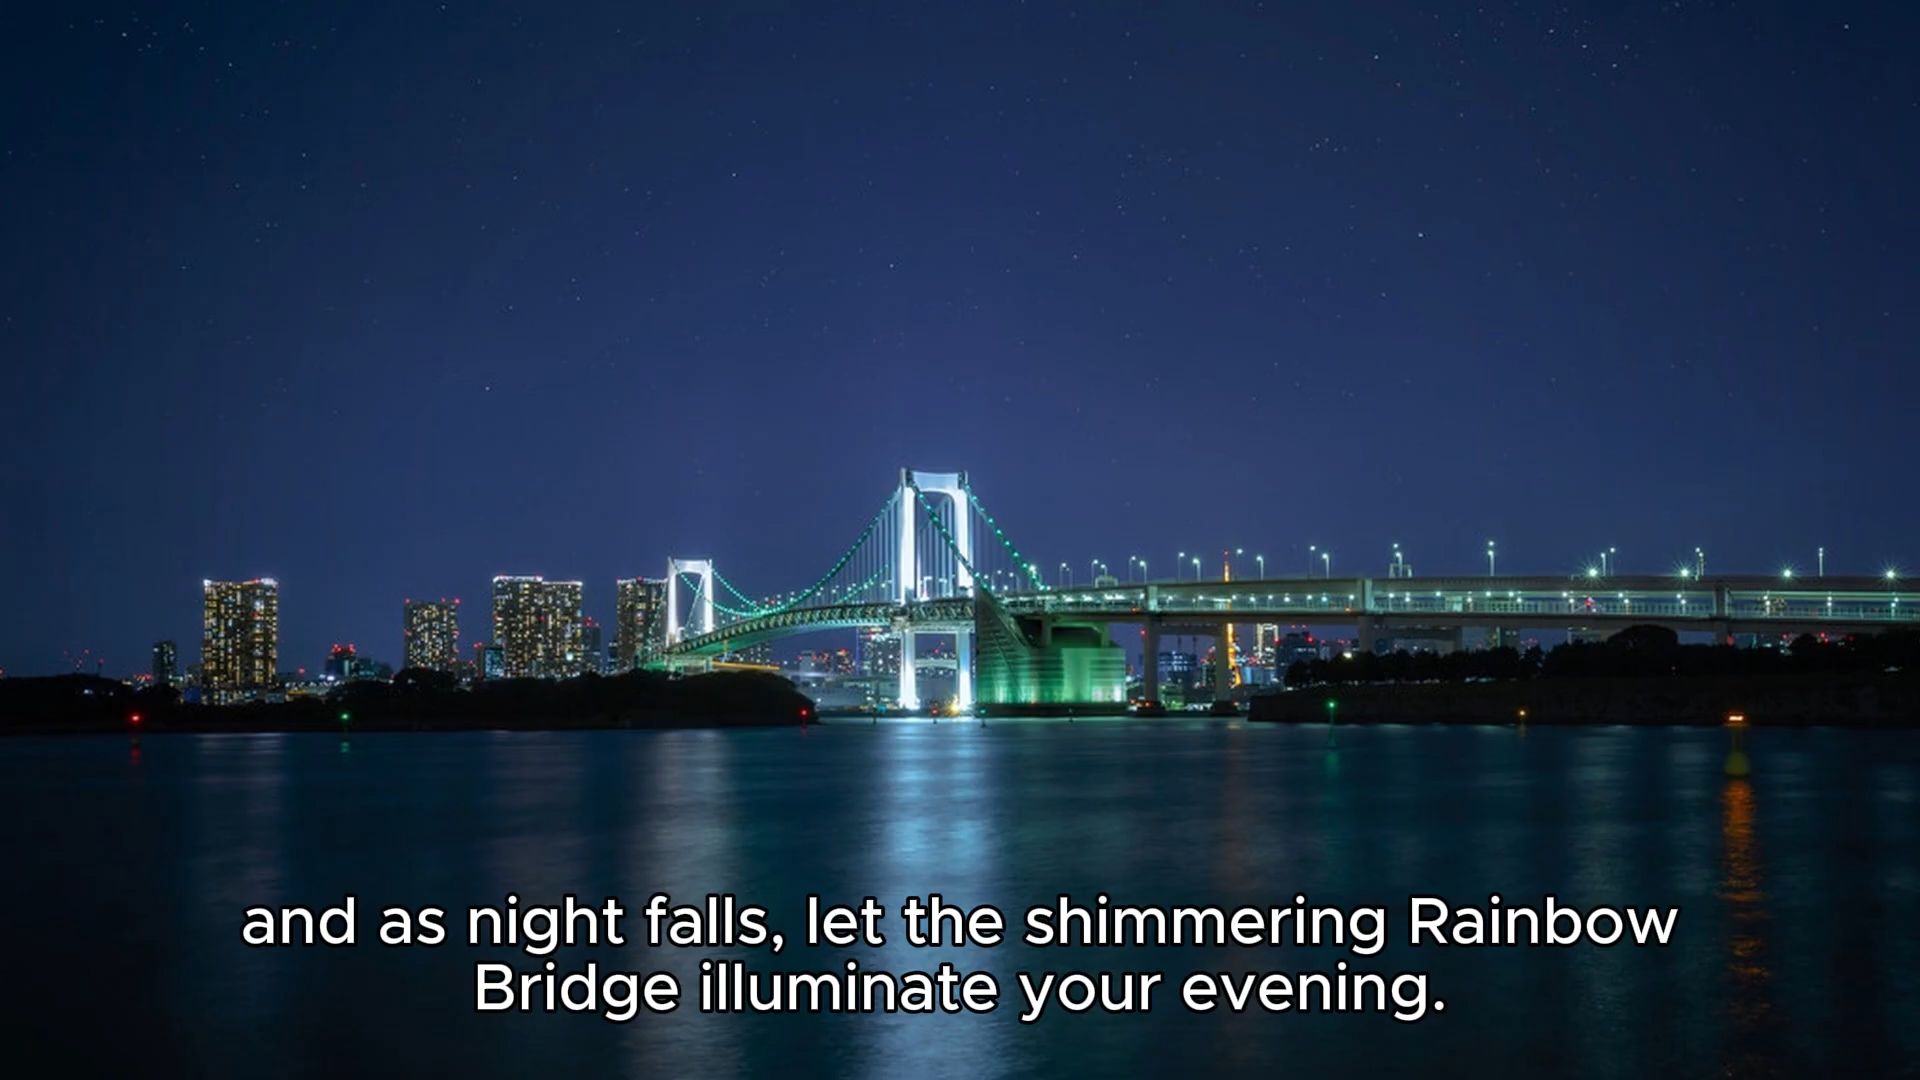 and as night falls, let the shimmering Rainbow
Bridge illuminate your evening.